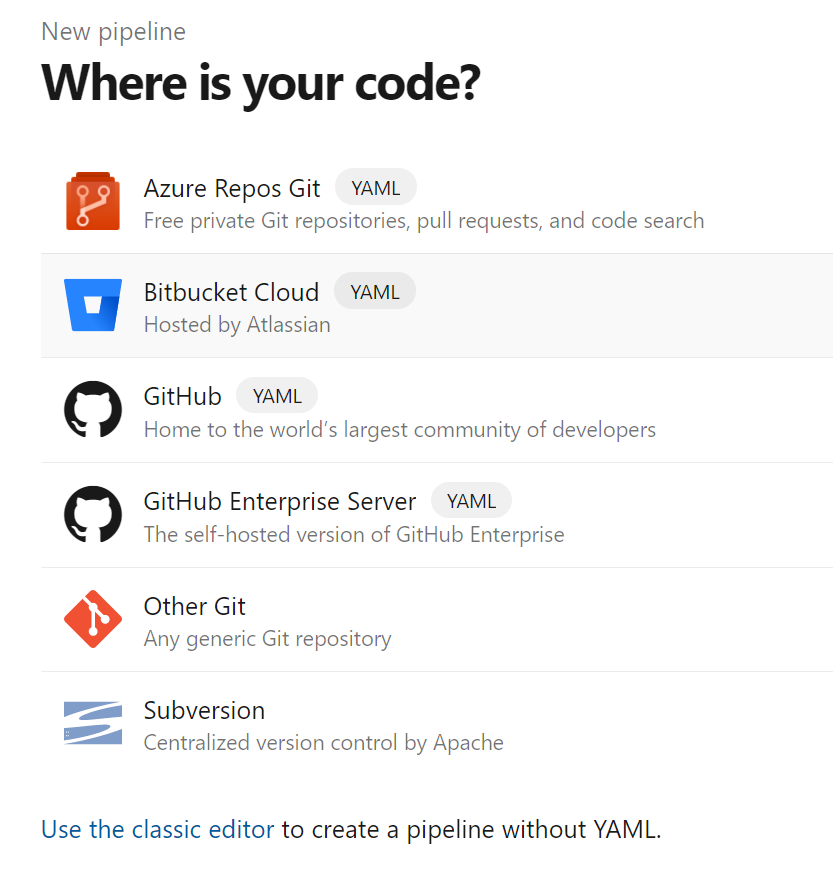 New pipeline
Where is your code?
Azure Repos Git YAML
Free private Git repositories, pull requests, and code search
Bitbucket Cloud YAML
Hosted by Atlassian
GitHub YAML
Home to the world’s largest community of developers
GitHub Enterprise Server YAML
The self-hosted version of GitHub Enterprise
Other Git
Any generic Git repository
Subversion
Centralized version control by Apache
Use the classic editor to create a pipeline without YAML.